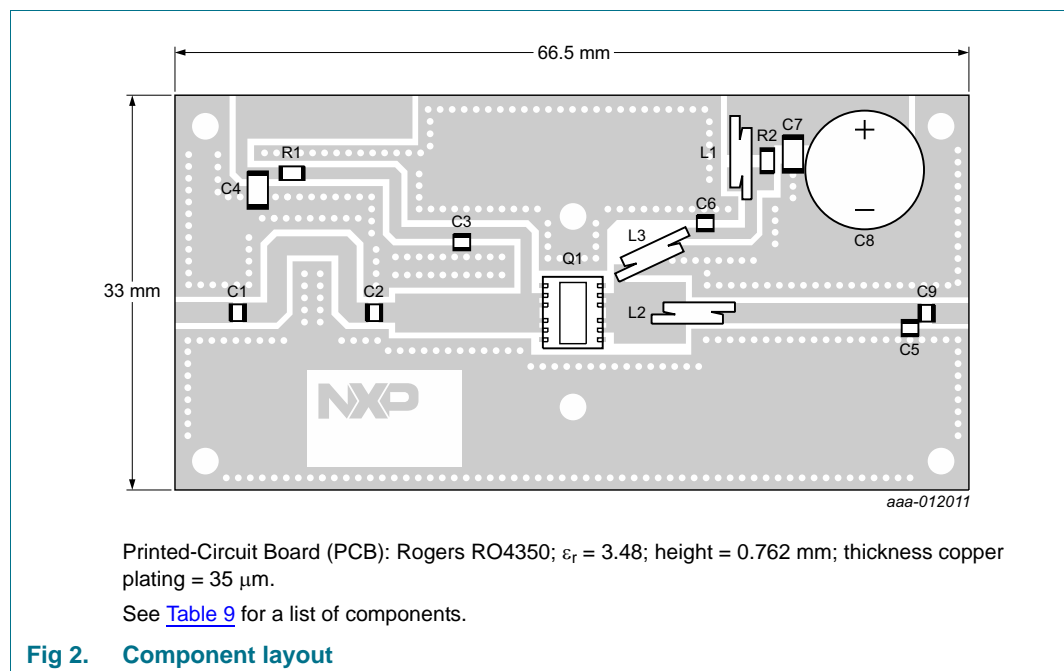 66.5 mm
C7
R2
R1
L1
C4
C6
C3
L3
C8
Q1
33 mm
C1
C2
L2
C9
C5
NXP
aaa-012011
Printed-Circuit Board (PCB): Rogers RO4350; εr = 3.48; height = 0.762 mm; thickness copper
plating = 35 μm.
See Table 9 for a list of components.
Fig 2. Component layout